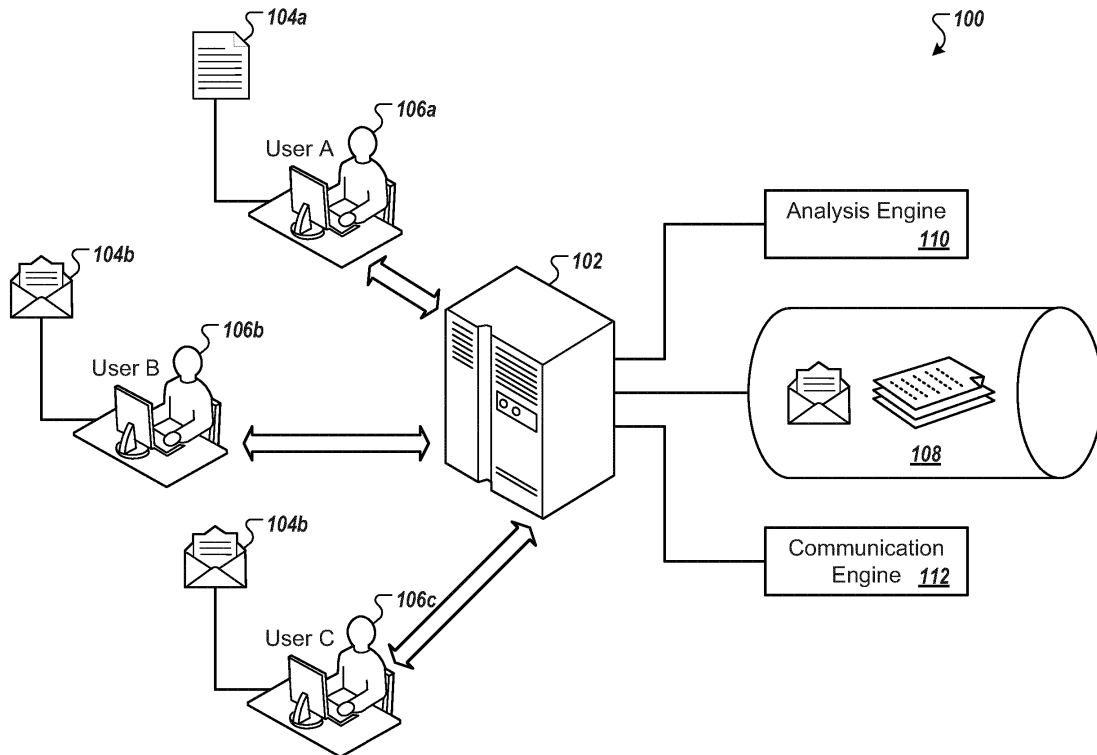 104a
100
106a
User A
Analysis Engine
110
104b
102
106b
User B
108
104b
Communication
Engine 112
106c
User C